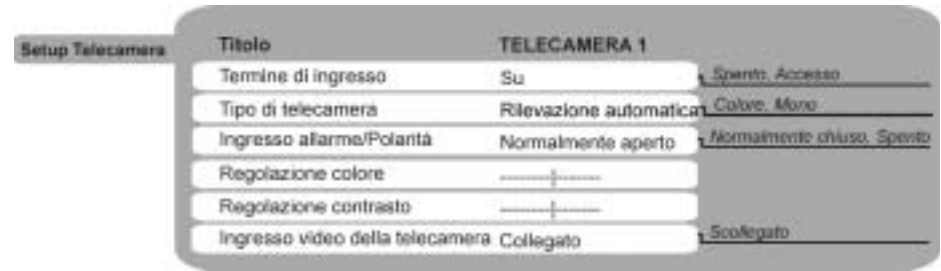 Setup Telecamera
Titolo TELECAMERA 1
Termine di ingresso Su Spento, Accesso
Tipo di telecamera Rilevazione automatica Colore, Mono
Ingresso allarme/Polaritá Normalmente aperto Normalmente chiuso, Spento
Regolazione colore --------|-------
Regolazione contrasto --------|-------
Ingresso video della telecamera Collegato Scollegato